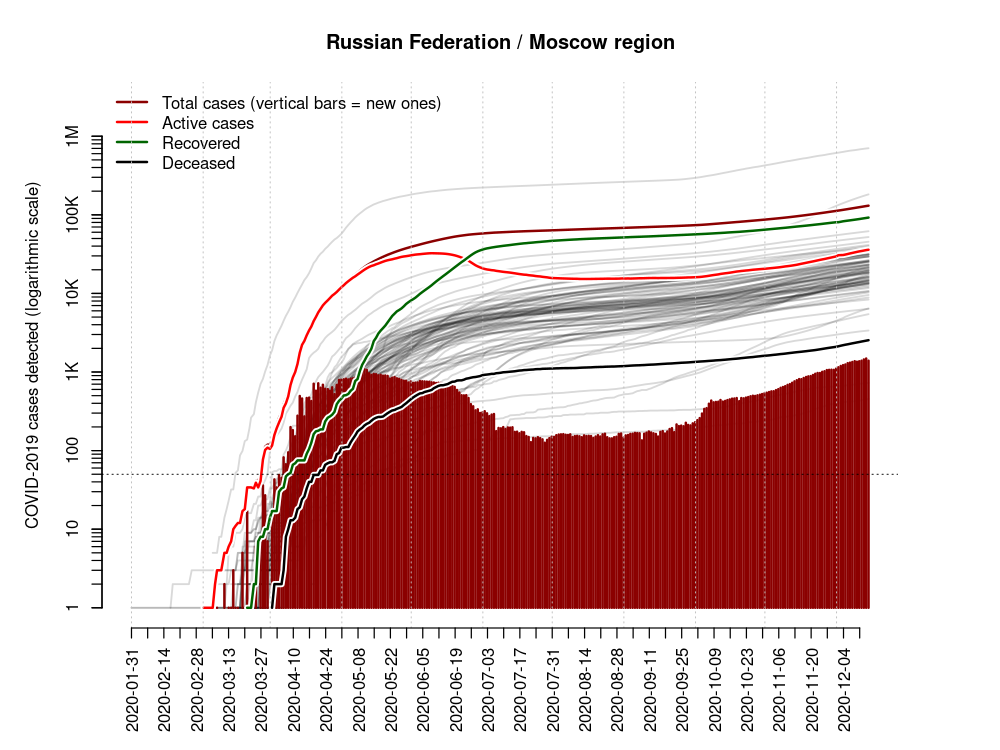 Russian Federation / Moscow region
Total cases (vertical bars = new ones)
Active cases
Recovered
Deceased
COVID-2019 cases detected (logarithmic scale)
1M
100K
10K
1K
100
10
1
2020-01-31
2020-02-14
2020-02-28
2020-03-13
2020-03-27
2020-04-10
2020-04-24
2020-05-08
2020-05-22
2020-06-05
2020-06-19
2020-07-03
2020-07-17
2020-07-31
2020-08-14
2020-08-28
2020-09-11
2020-09-25
2020-10-09
2020-10-23
2020-11-06
2020-11-20
2020-12-04